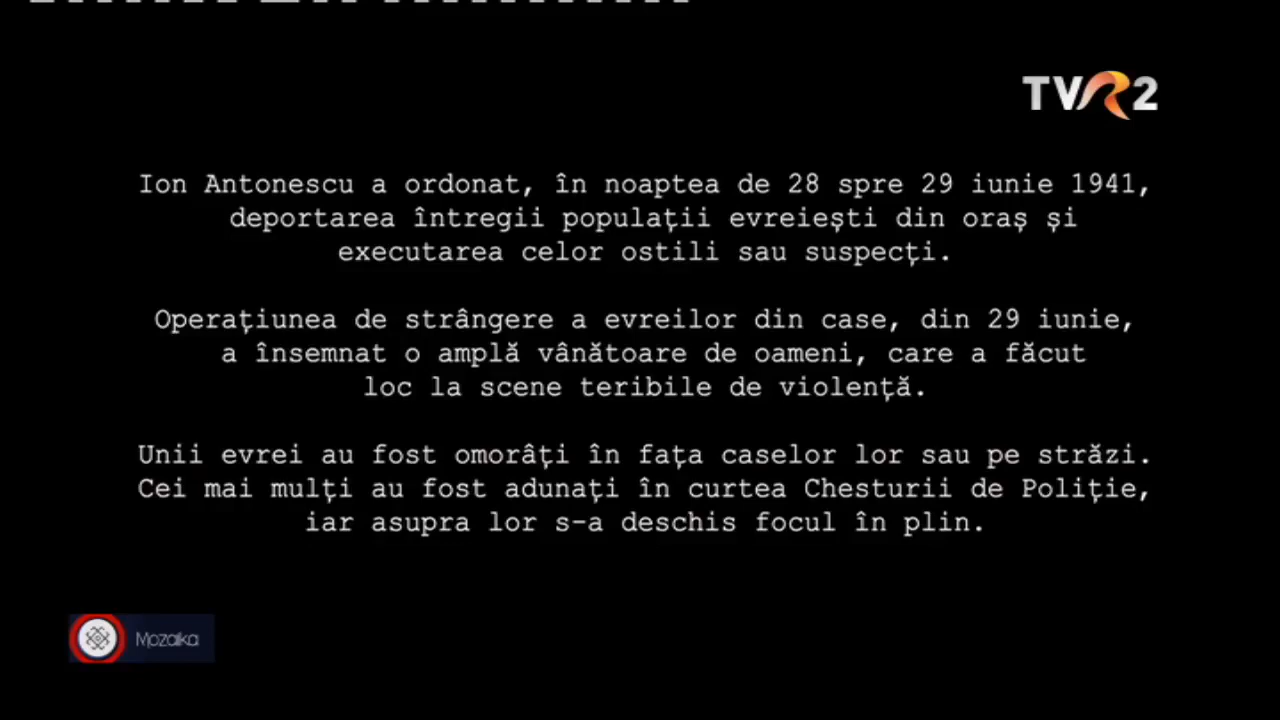 TVR2
Ion Antonescu a ordonat, în noaptea de 28 spre 29 iunie 1941,
deportarea întregii populații evreiești din oraș și
executarea celor ostili sau suspecți.
Operațiunea de strângere a evreilor din case, din 29 iunie,
a însemnat o amplă vânătoare de oameni, care a făcut
loc la scene teribile de violență.
Unii evrei au fost omorâți în fața caselor lor sau pe străzi.
Cei mai mulți au fost adunați în curtea Chesturii de Poliție,
iar asupra lor s-a deschis focul în plin.
Mozaika